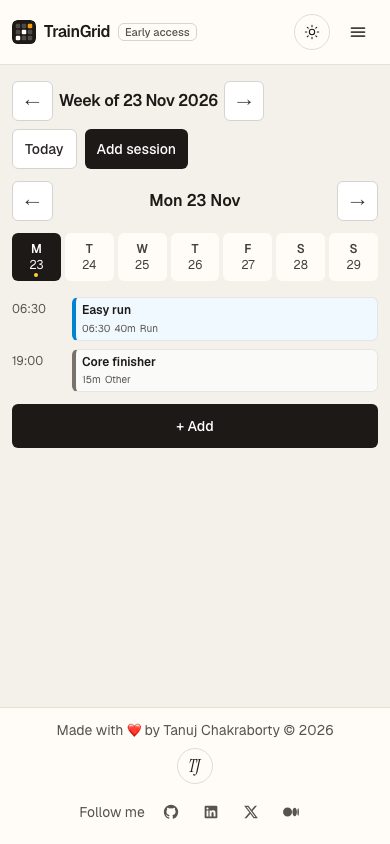 TrainGrid Early access
← Week of 23 Nov 2026 →
Today Add session
← Mon 23 Nov →
M T W T F S S
23 24 25 26 27 28 29
06:30 Easy run
06:30 40m Run
19:00 Core finisher
15m Other
+ Add
Made with ❤️ by Tanuj Chakraborty © 2026
TJ
Follow me